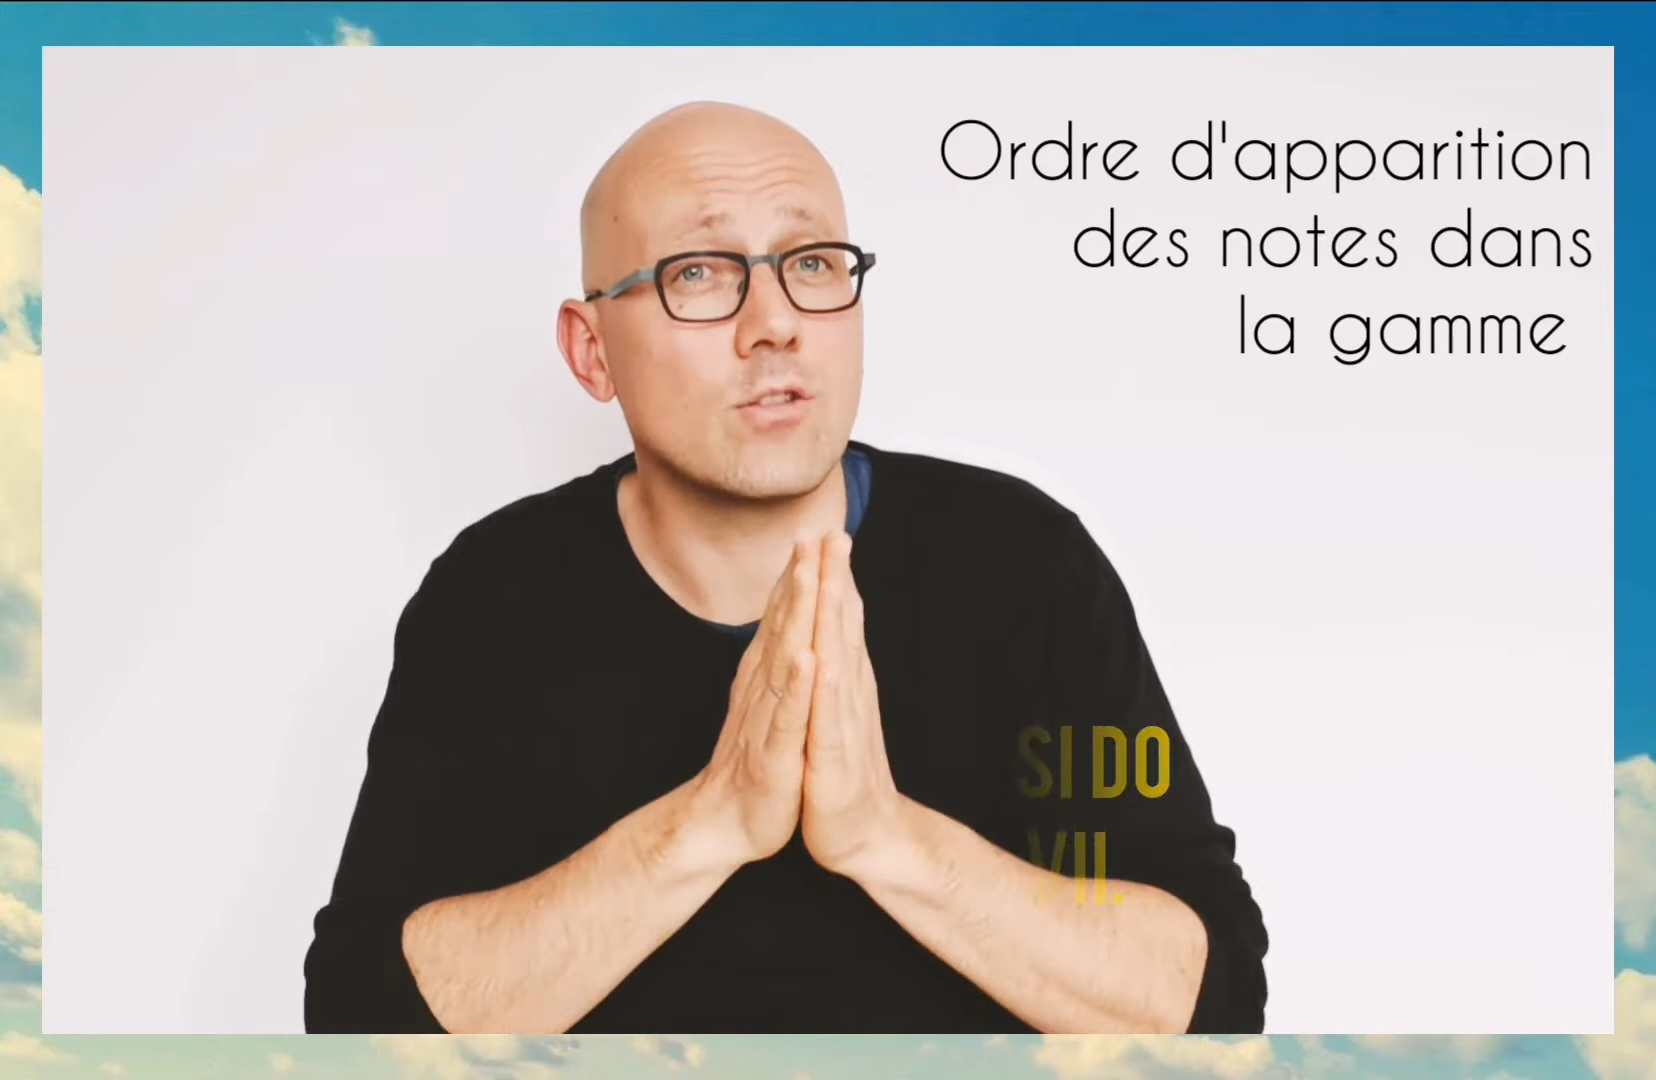 Ordre d'apparition
des notes dans
la gamme
SI DO
VII.